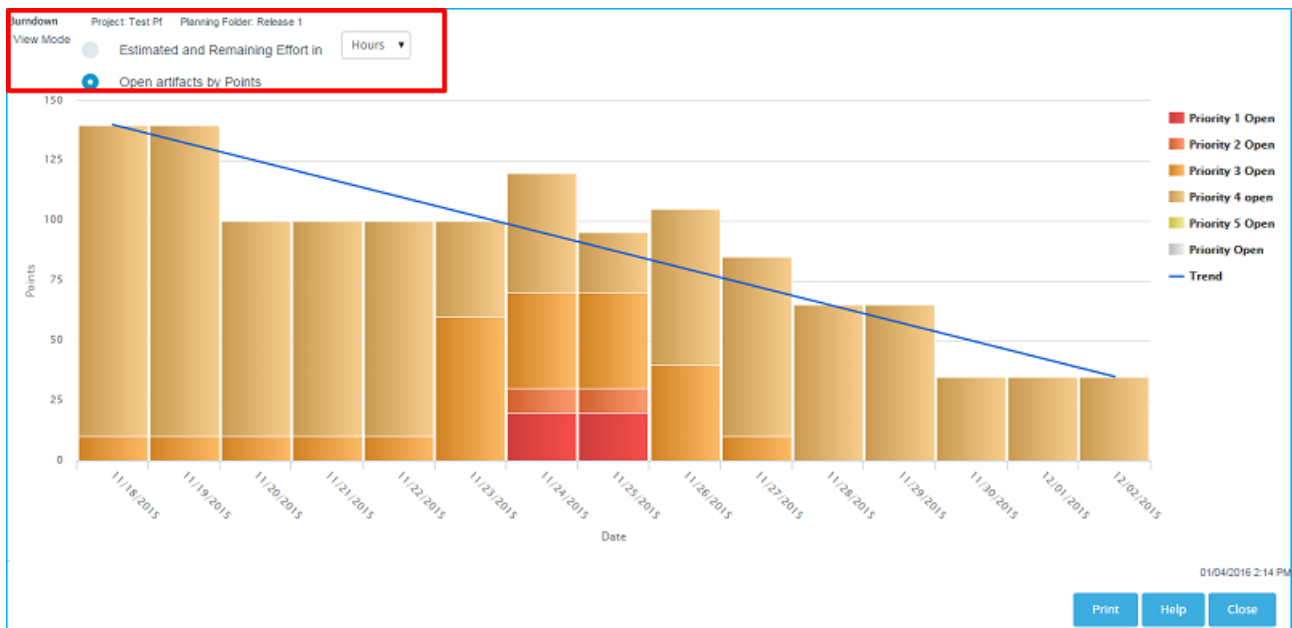 Burndown Project: Test Pf Planning Folder: Release 1
View Mode
Estimated and Remaining Effort in Hours
Open artifacts by Points
150
125
100
75
50
25
0
Points
11/18/2015
11/19/2015
11/20/2015
11/21/2015
11/22/2015
11/23/2015
11/24/2015
11/25/2015
11/26/2015
11/27/2015
11/28/2015
11/29/2015
11/30/2015
12/01/2015
12/02/2015
Date
Priority 1 Open
Priority 2 Open
Priority 3 Open
Priority 4 open
Priority 5 Open
Priority Open
Trend
01/04/2016 2:14 PM
Print Help Close